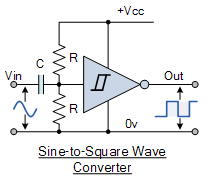 +Vcc
C
R
Vin
Out
R
0v
Sine-to-Square Wave
Converter